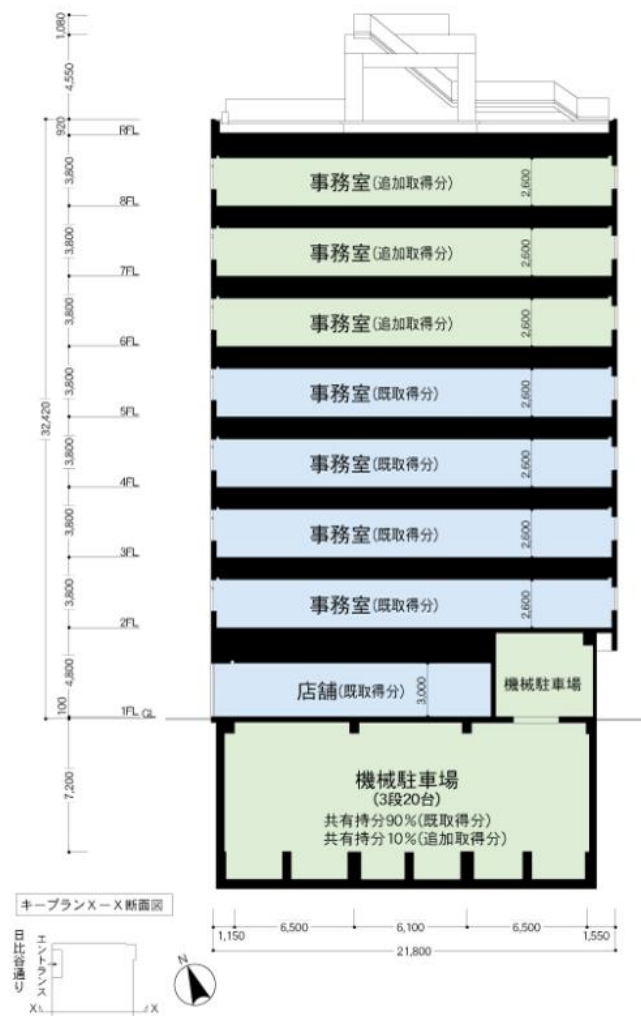 1,080
4,550
920
RFL
3,800
事務室(追加取得分)
2,600
8FL
3,800
事務室(追加取得分)
2,600
7FL
3,800
事務室(追加取得分)
2,600
6FL
3,800
事務室(既取得分)
2,600
5FL
32,420
3,800
事務室(既取得分)
2,600
4FL
3,800
事務室(既取得分)
2,600
3FL
3,800
事務室(既取得分)
2,600
2FL
4,800
店舗(既取得分)
3,000
機械駐車場
100
1FL GL
7,200
機械駐車場
(3段20台)
共有持分90%(既取得分)
共有持分10%(追加取得分)
キープランX−X断面図
1,150
6,500
6,100
6,500
1,550
21,800
日比谷通り
エントランス
X
X
N